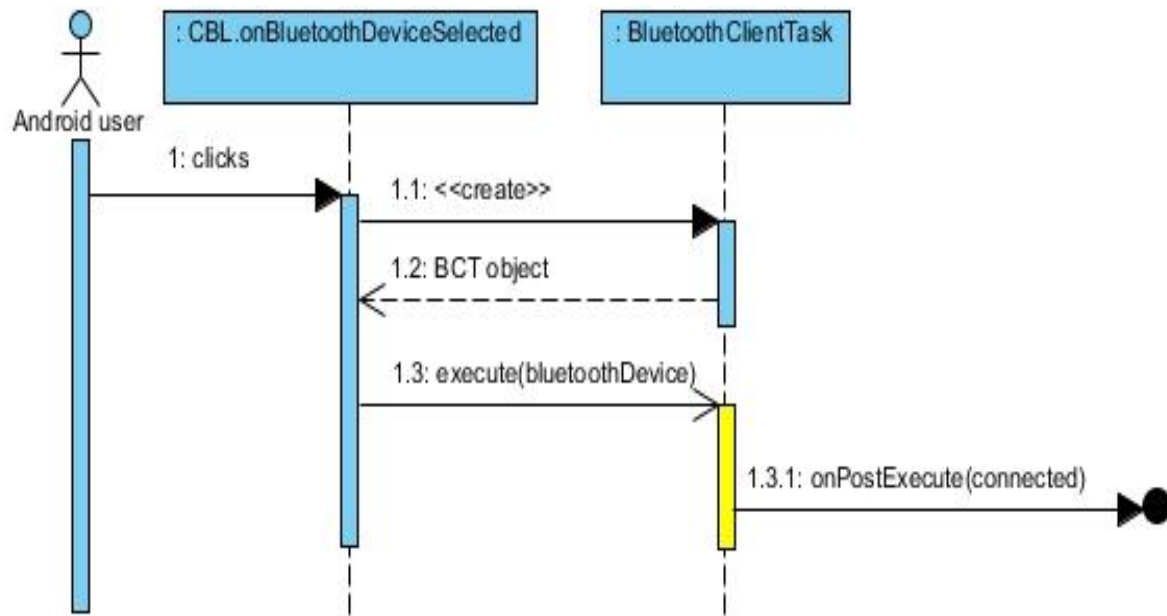 : CBL.onBluetoothDeviceSelected
: BluetoothClientTask
Android user
1: clicks
1.1: <<create>>
1.2: BCT object
1.3: execute(bluetoothDevice)
1.3.1: onPostExecute(connected)